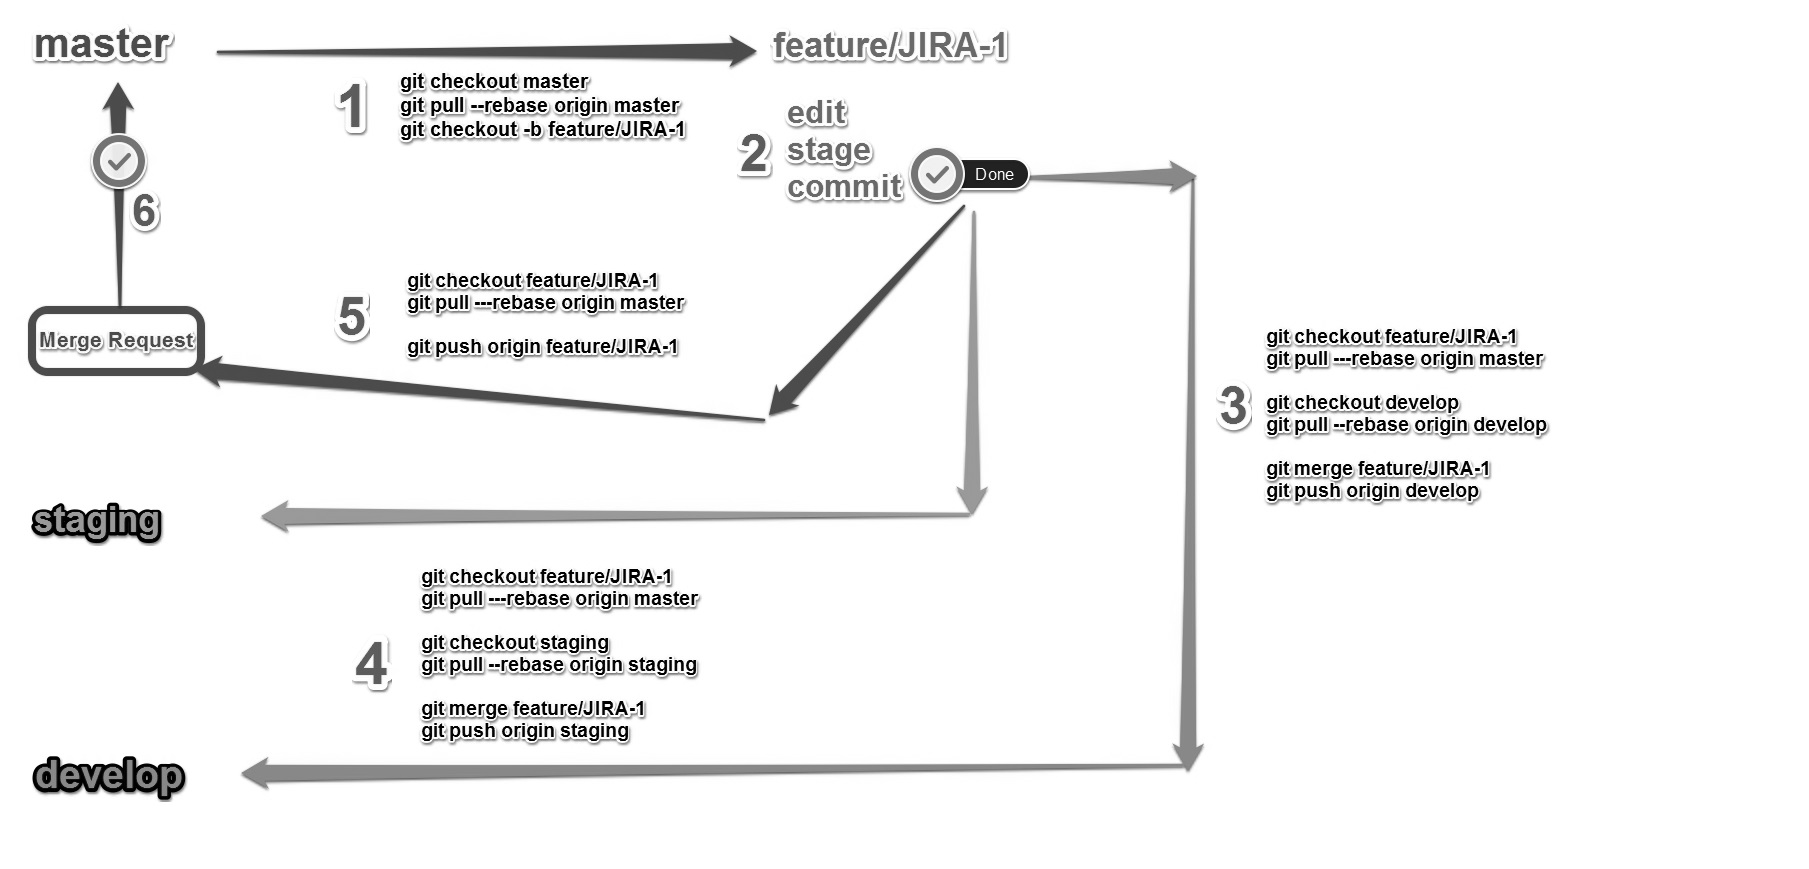 master
feature/JIRA-1
1
git checkout master
git pull --rebase origin master
git checkout -b feature/JIRA-1
2
edit
stage
commit
Done
6
Merge Request
5
git checkout feature/JIRA-1
git pull ---rebase origin master
git push origin feature/JIRA-1
3
git checkout feature/JIRA-1
git pull ---rebase origin master
git checkout develop
git pull --rebase origin develop
git merge feature/JIRA-1
git push origin develop
staging
4
git checkout feature/JIRA-1
git pull ---rebase origin master
git checkout staging
git pull --rebase origin staging
git merge feature/JIRA-1
git push origin staging
develop